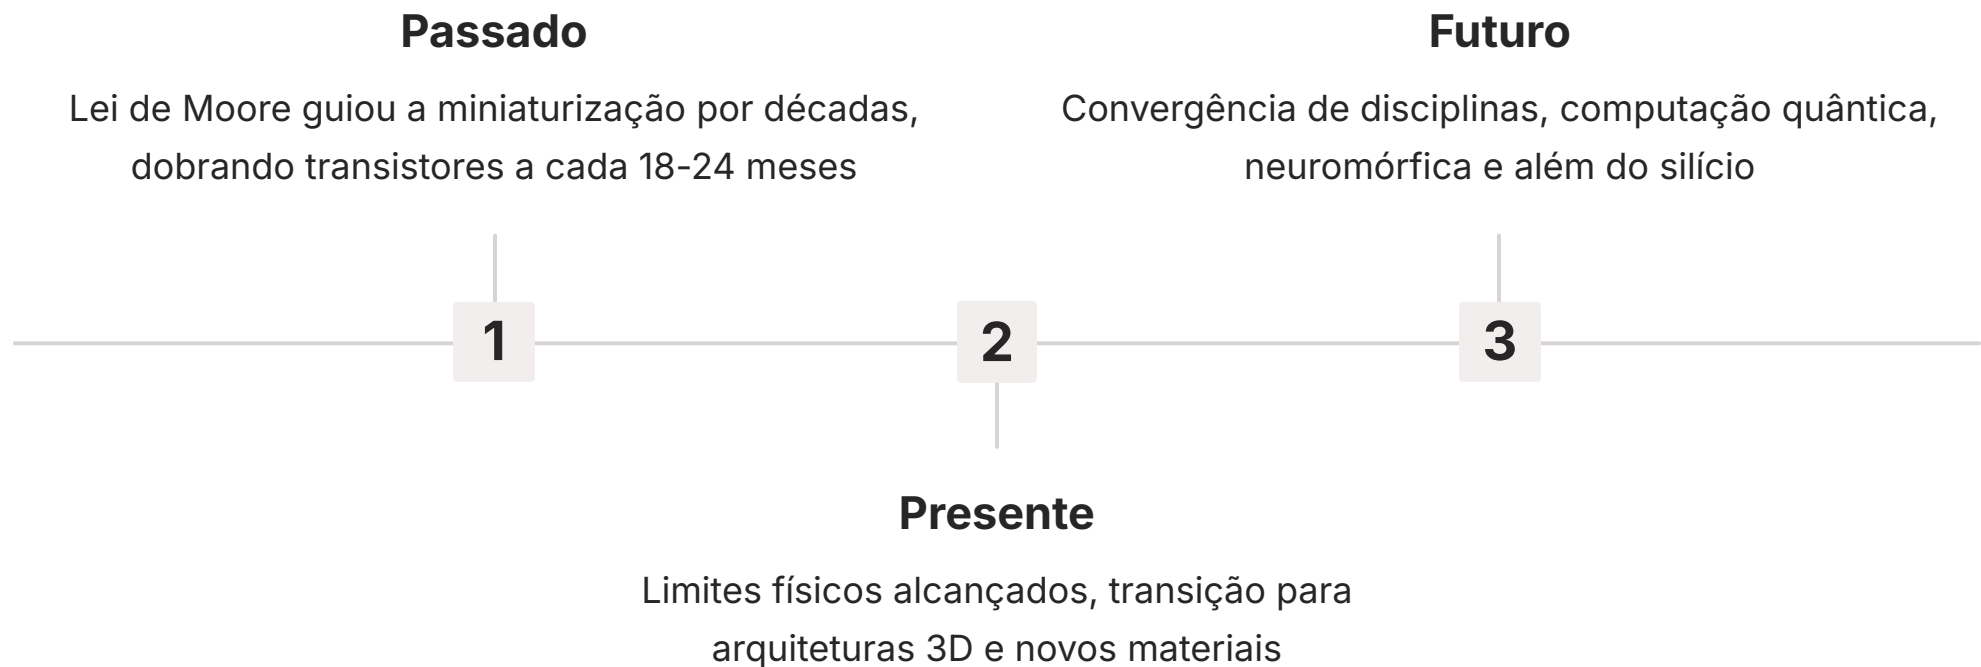 Passado
Lei de Moore guiou a miniaturização por décadas,
dobrando transistores a cada 18-24 meses
Futuro
Convergência de disciplinas, computação quântica,
neuromórfica e além do silício
1
2
3
Presente
Limites físicos alcançados, transição para
arquiteturas 3D e novos materiais